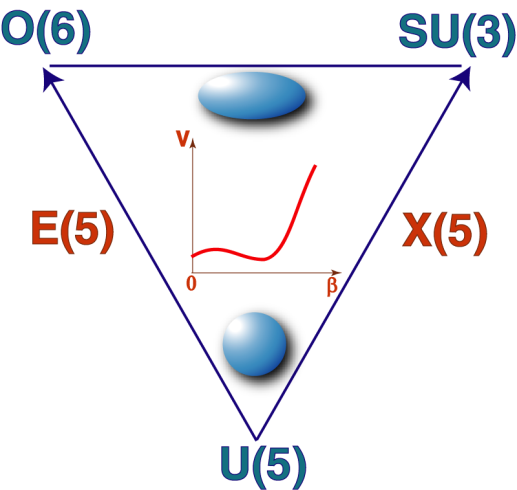 O(6)
SU(3)
V
E(5)
X(5)
0
β
U(5)